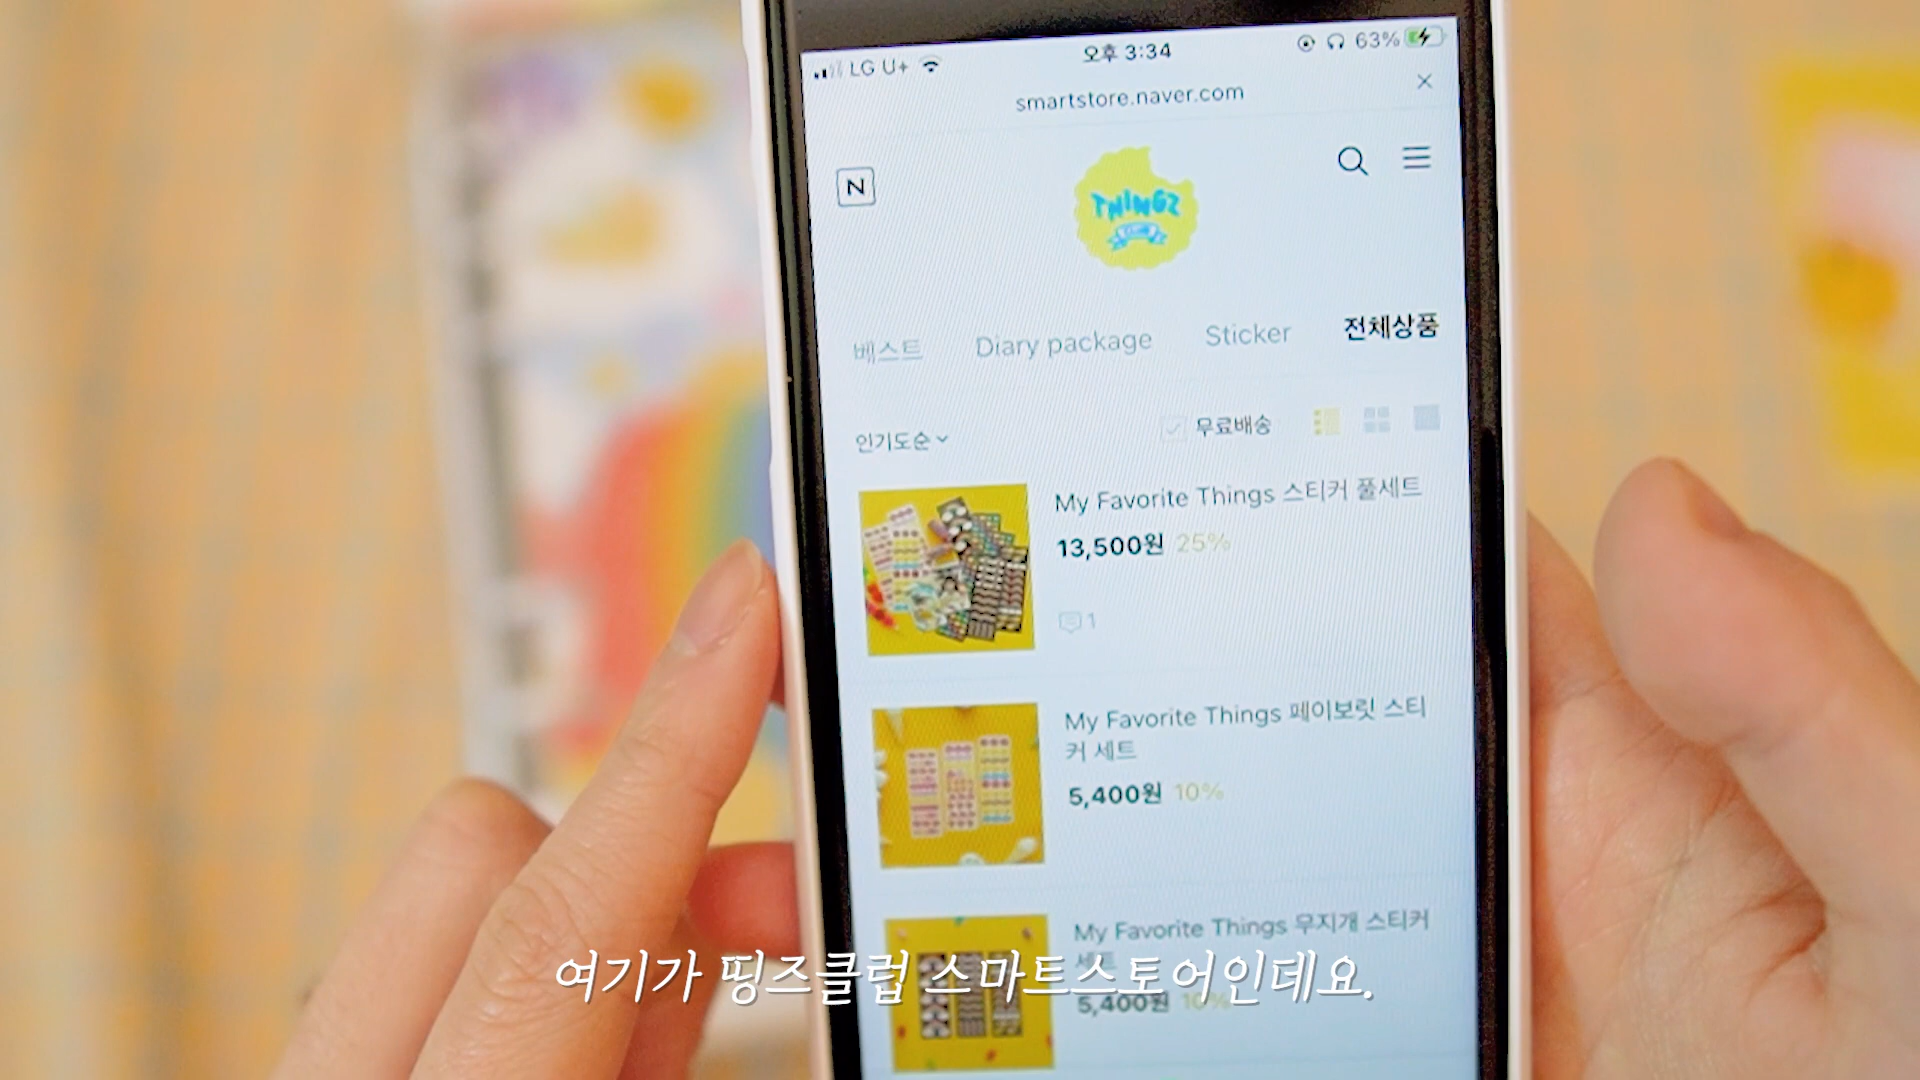 LG U+ 오후 3:34 63%
smartstore.naver.com
N
THINGZ
CLUB
베스트 Diary package Sticker 전체상품
인기도순 무료배송
My Favorite Things 스티커 풀세트
13,500원 25%
1
My Favorite Things 페이보릿 스티
커 세트
5,400원 10%
My Favorite Things 무지개 스티커
세트
5,400원 10%
여기가 띵즈클럽 스마트스토어인데요.